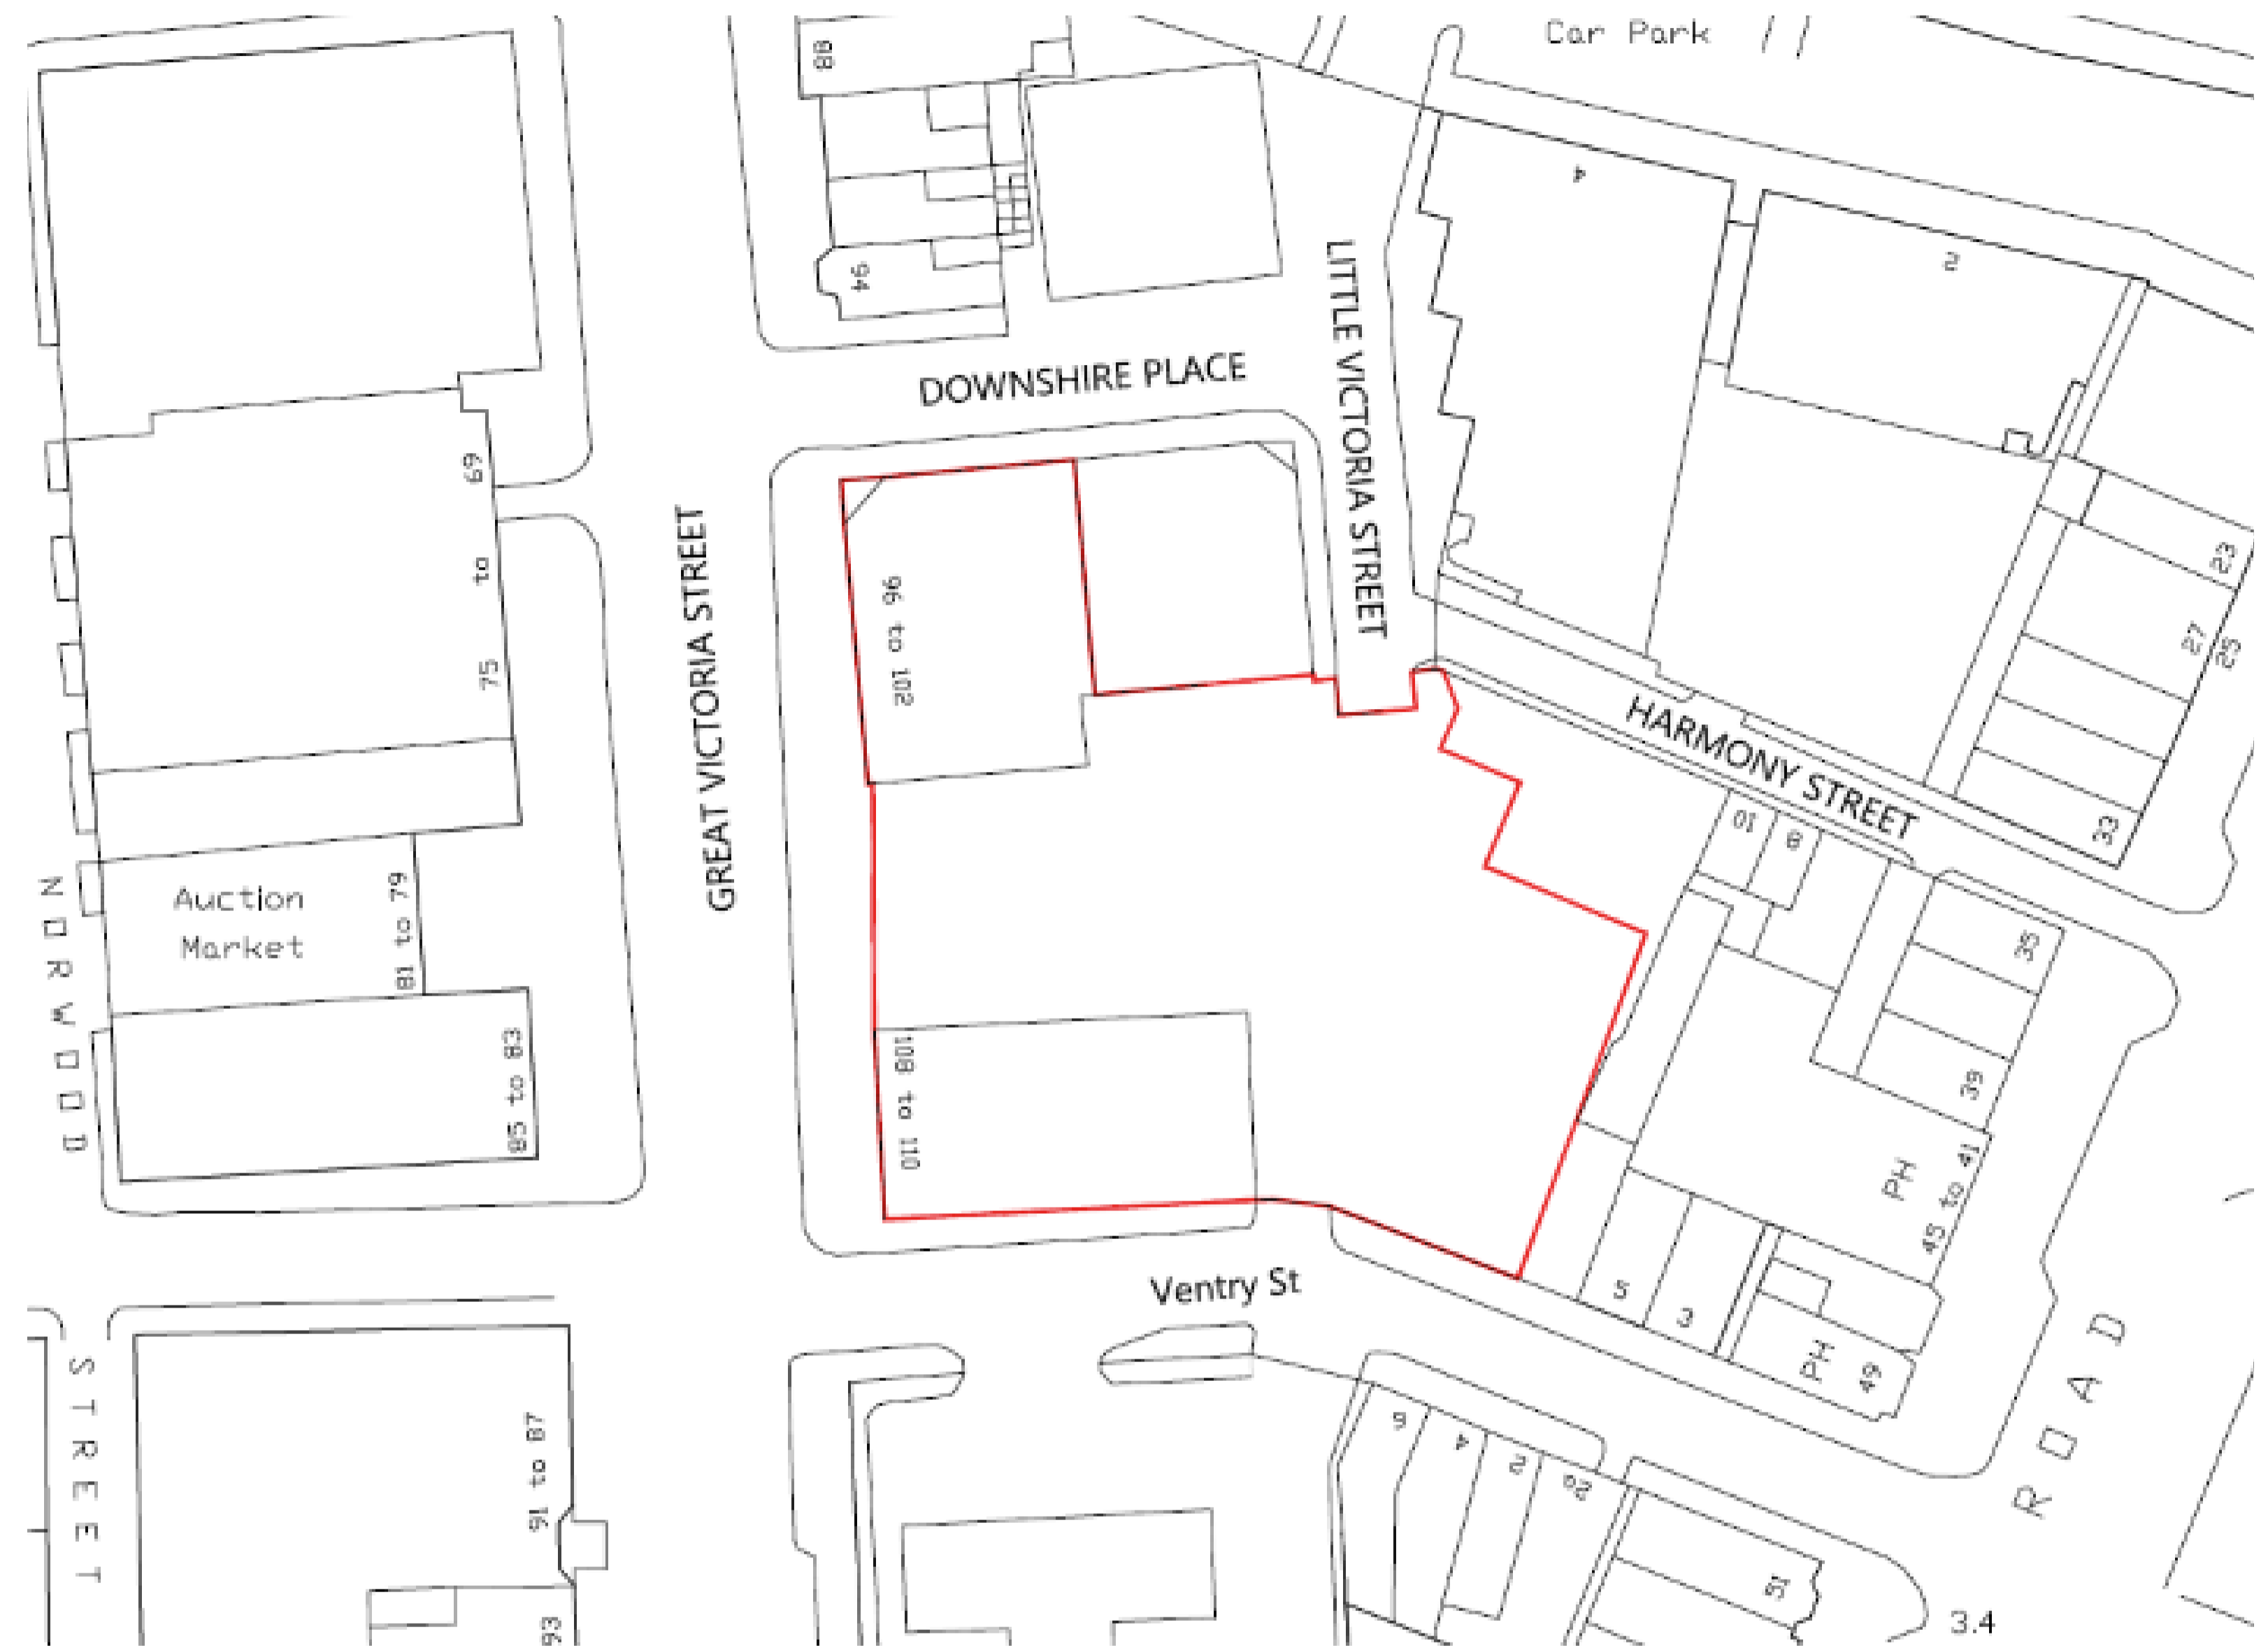 Car Park
88
4
2
94
DOWNSHIRE PLACE
LITTLE VICTORIA STREET
69
to
75
GREAT VICTORIA STREET
96 to 102
23
27
25
33
HARMONY STREET
10
8
Auction
Market
81 to 79
NORWOOD
35
39
108 to 110
85 to 83
PH
45 to 41
5
3
PH
49
Ventry St
STREET
ROAD
91 to 87
6
4
2
2a
51
93
3.4